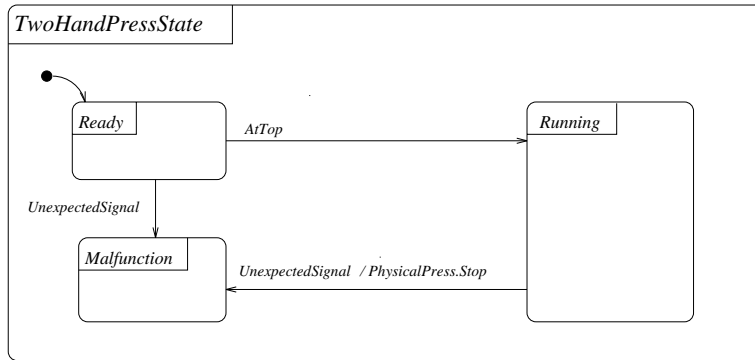 TwoHandPressState
Ready
AtTop
Running
UnexpectedSignal
Malfunction
UnexpectedSignal / PhysicalPress.Stop